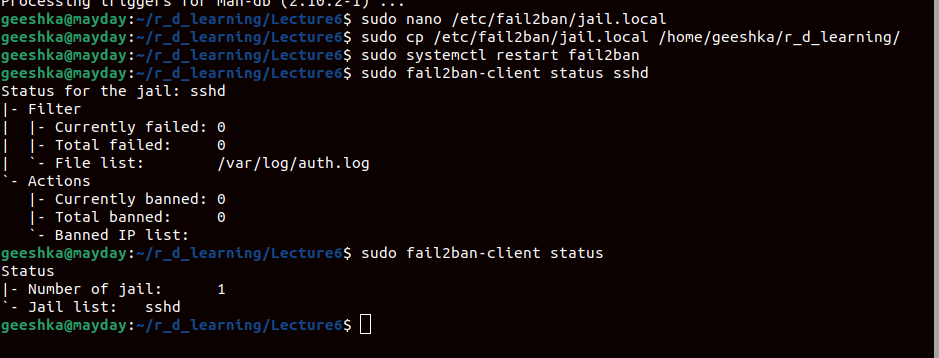 Processing triggers for man-db (2.10.2-1) ...
geeshka@mayday:~/r_d_learning/Lecture6$ sudo nano /etc/fail2ban/jail.local
geeshka@mayday:~/r_d_learning/Lecture6$ sudo cp /etc/fail2ban/jail.local /home/geeshka/r_d_learning/
geeshka@mayday:~/r_d_learning/Lecture6$ sudo systemctl restart fail2ban
geeshka@mayday:~/r_d_learning/Lecture6$ sudo fail2ban-client status sshd
Status for the jail: sshd
|- Filter
|  |- Currently failed: 0
|  |- Total failed:     0
|  `- File list:        /var/log/auth.log
`- Actions
   |- Currently banned: 0
   |- Total banned:     0
   `- Banned IP list:
geeshka@mayday:~/r_d_learning/Lecture6$ sudo fail2ban-client status
Status
|- Number of jail:      1
`- Jail list:   sshd
geeshka@mayday:~/r_d_learning/Lecture6$